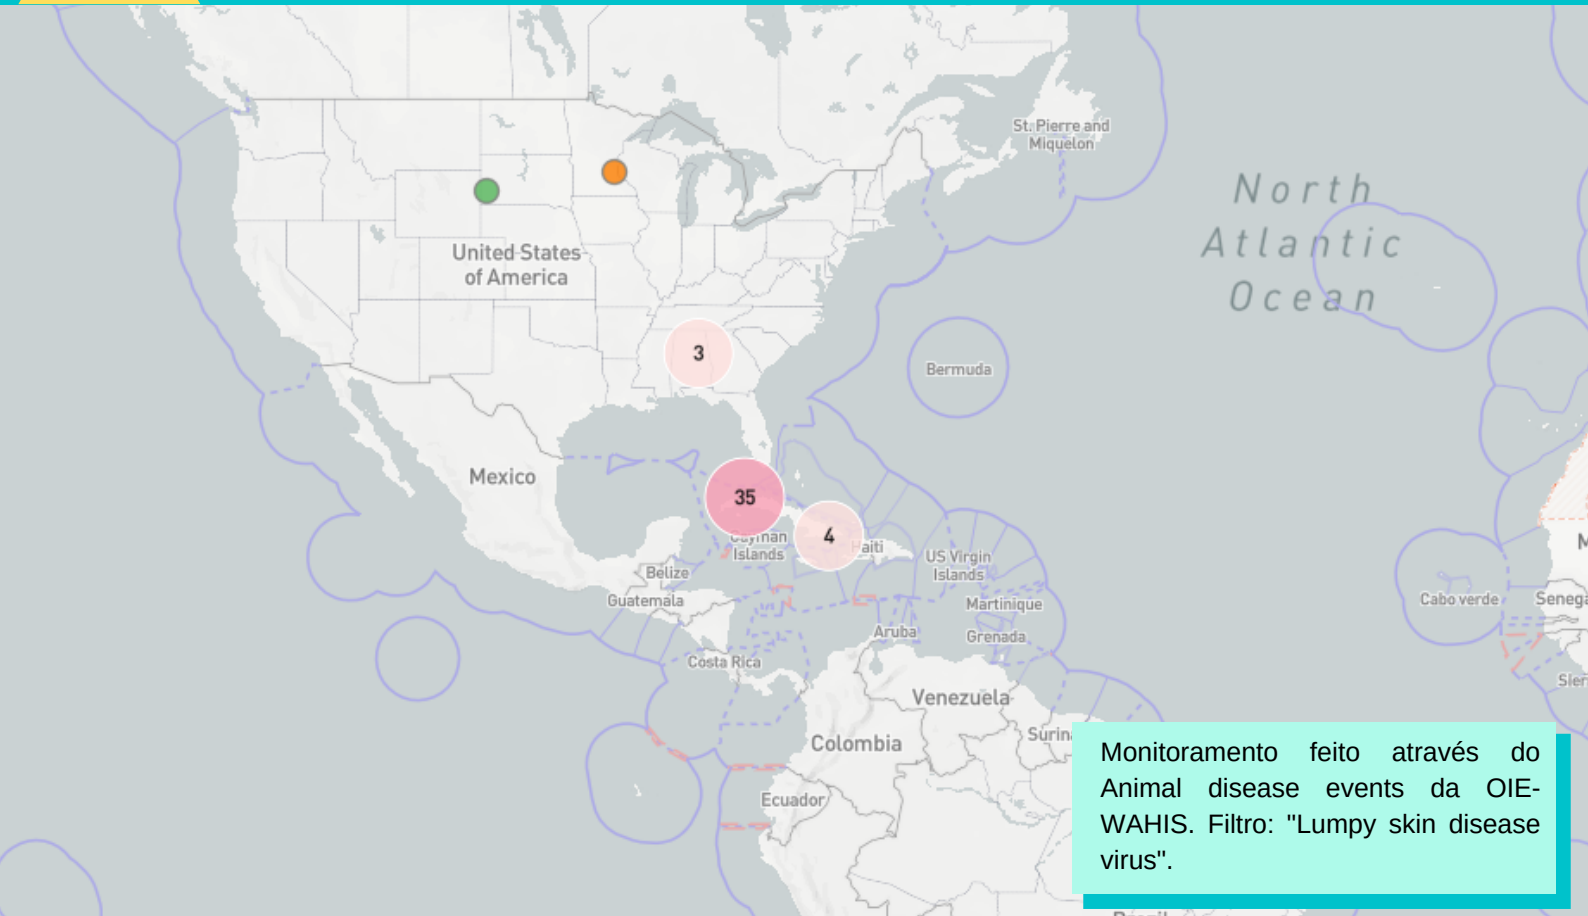 St. Pierre and
Miquelon
North
Atlantic
Ocean
United States
of America
3
Bermuda
Mexico
35
4
Cayman
Islands
Haiti
US Virgin
Islands
Belize
Guatemala
Martinique
Cabo verde
Aruba
Grenada
Costa Rica
Venezuela
Colombia
Ecuador
Monitoramento feito através do
Animal disease events da OIE-
WAHIS. Filtro: "Lumpy skin disease
virus".